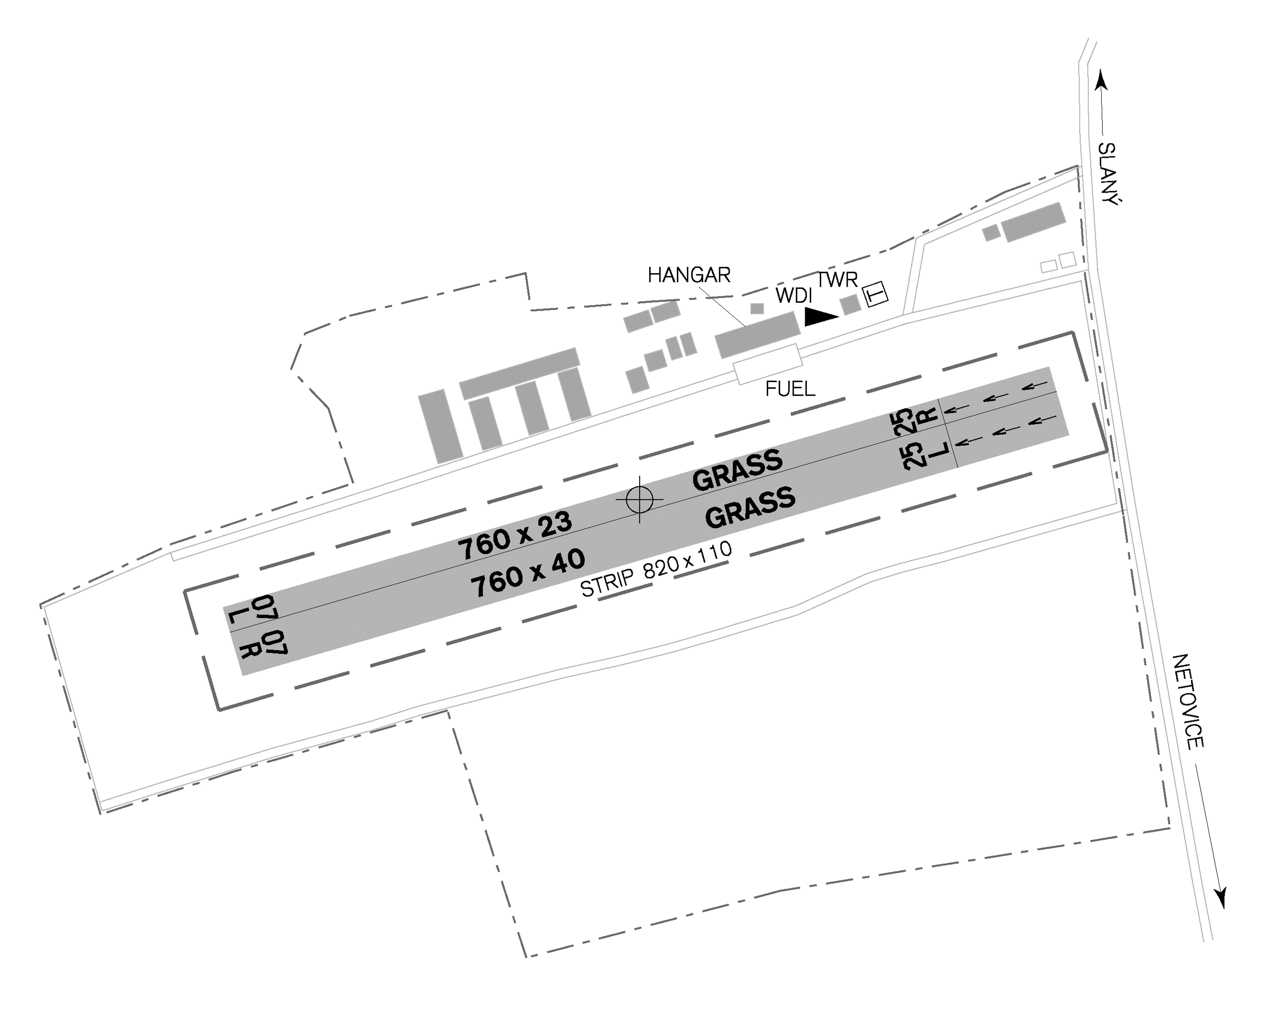 SLANÝ
HANGAR
TWR
WDI
FUEL
25
R
25
L
GRASS
GRASS
760 x 23
760 x 40
STRIP 820 x 110
07
L
07
R
NETOVICE
T